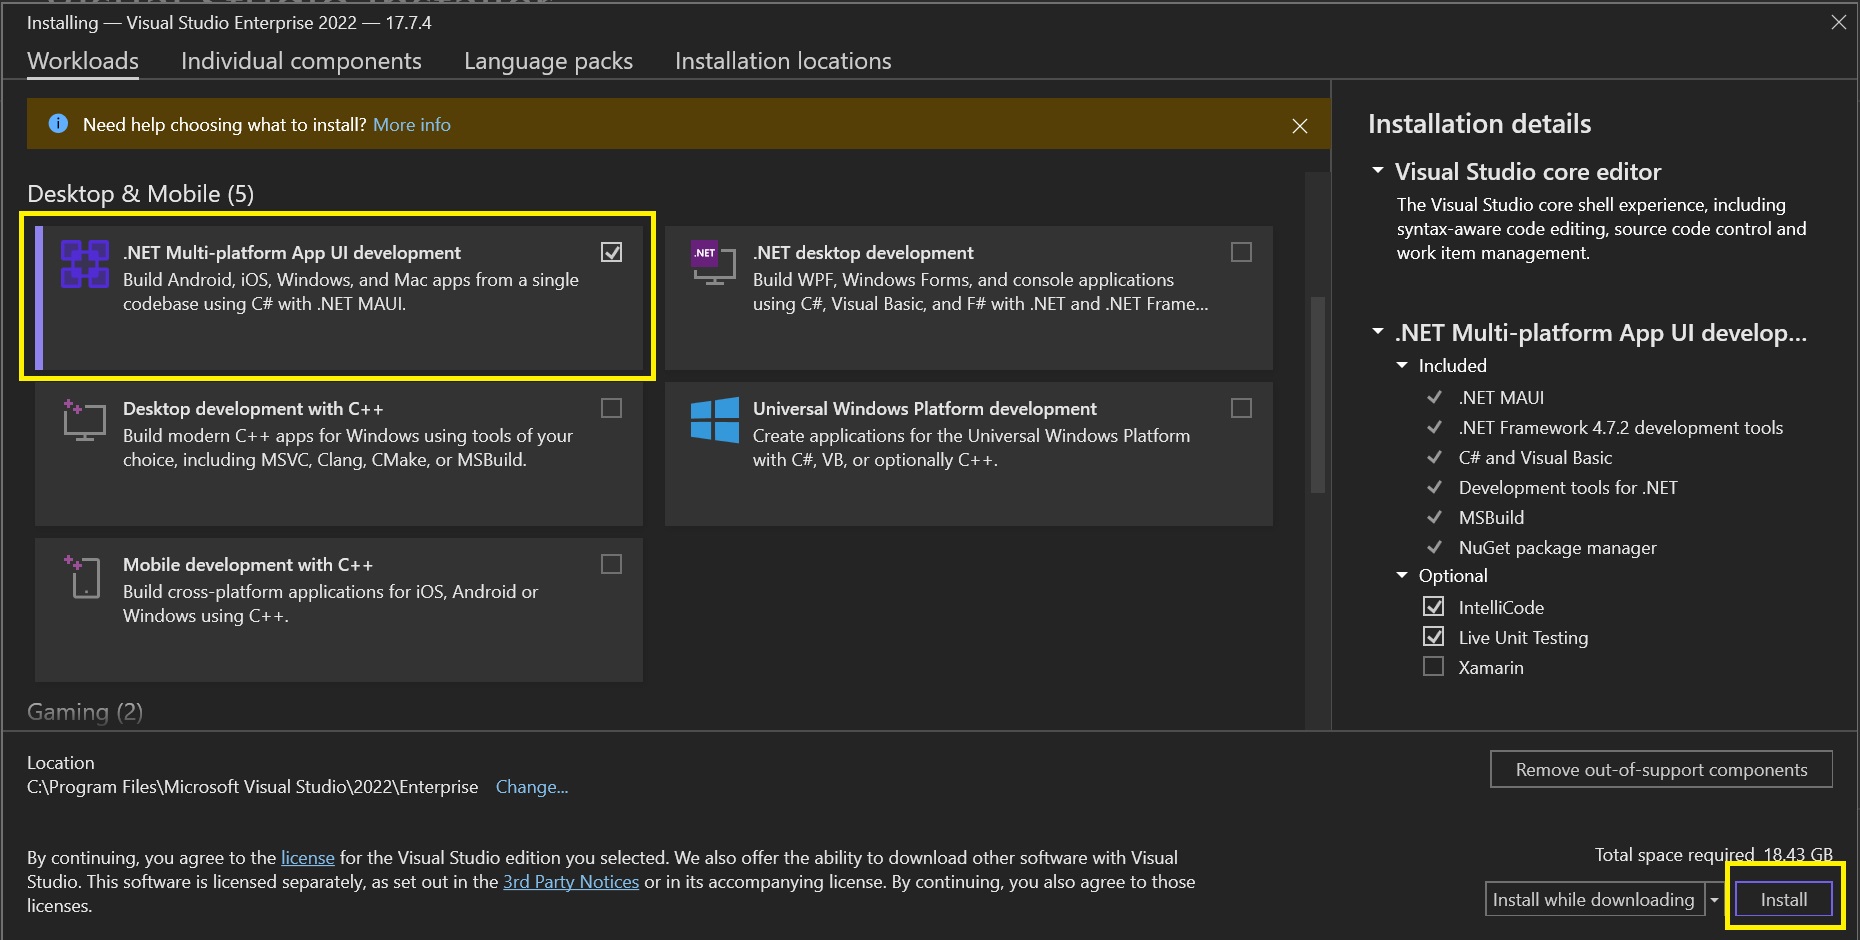 Installing — Visual Studio Enterprise 2022 — 17.7.4
Workloads
Individual components
Language packs
Installation locations
Need help choosing what to install? More info
Desktop & Mobile (5)
.NET Multi-platform App UI development
Build Android, iOS, Windows, and Mac apps from a single
codebase using C# with .NET MAUI.
.NET
.NET desktop development
Build WPF, Windows Forms, and console applications
using C#, Visual Basic, and F# with .NET and .NET Frame...
Desktop development with C++
Build modern C++ apps for Windows using tools of your
choice, including MSVC, Clang, CMake, or MSBuild.
Universal Windows Platform development
Create applications for the Universal Windows Platform
with C#, VB, or optionally C++.
Mobile development with C++
Build cross-platform applications for iOS, Android or
Windows using C++.
Gaming (2)
Installation details
Visual Studio core editor
The Visual Studio core shell experience, including
syntax-aware code editing, source code control and
work item management.
.NET Multi-platform App UI develop...
Included
.NET MAUI
.NET Framework 4.7.2 development tools
C# and Visual Basic
Development tools for .NET
MSBuild
NuGet package manager
Optional
IntelliCode
Live Unit Testing
Xamarin
Location
C:\Program Files\Microsoft Visual Studio\2022\Enterprise Change...
Remove out-of-support components
By continuing, you agree to the license for the Visual Studio edition you selected. We also offer the ability to download other software with Visual
Studio. This software is licensed separately, as set out in the 3rd Party Notices or in its accompanying license. By continuing, you also agree to those
licenses.
Total space required 18.43 GB
Install while downloading
Install